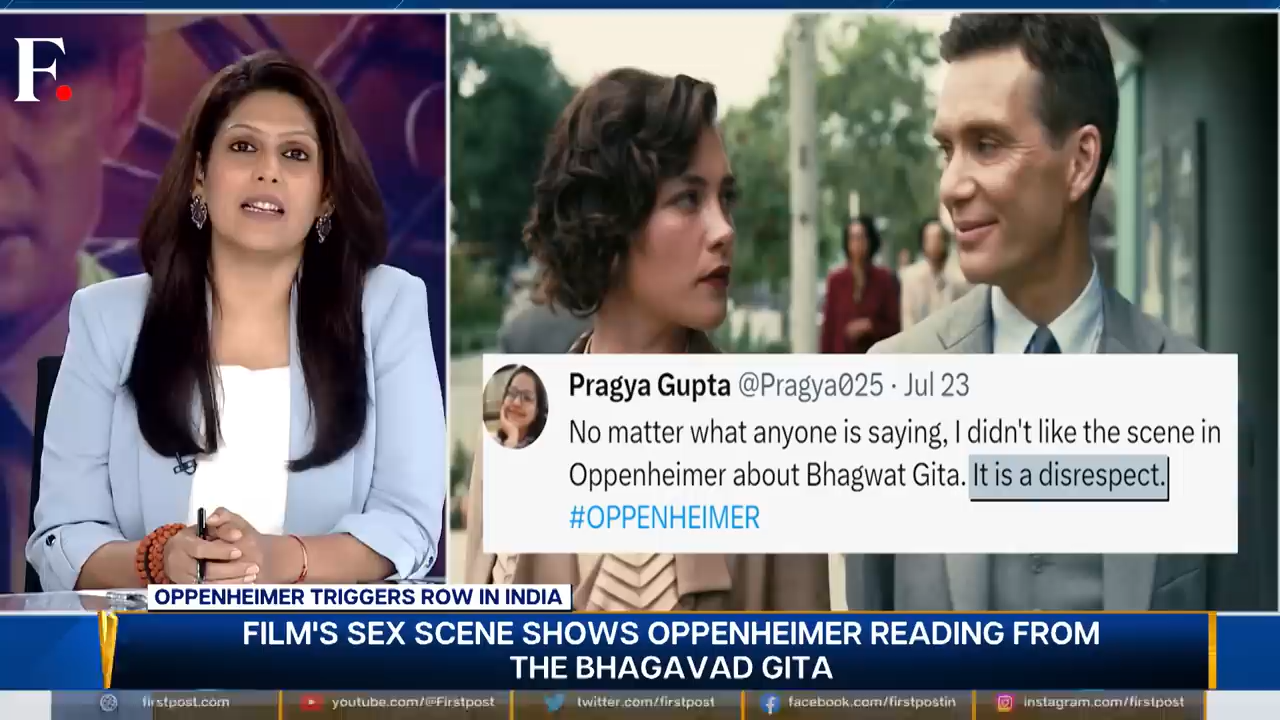 F.
Pragya Gupta @Pragya025 · Jul 23
No matter what anyone is saying, I didn't like the scene in
Oppenheimer about Bhagwat Gita. It is a disrespect.
#OPPENHEIMER
OPPENHEIMER TRIGGERS ROW IN INDIA
FILM'S SEX SCENE SHOWS OPPENHEIMER READING FROM
THE BHAGAVAD GITA
firstpost.com youtube.com/@Firstpost twitter.com/firstpost facebook.com/firstpostin instagram.com/firstpost